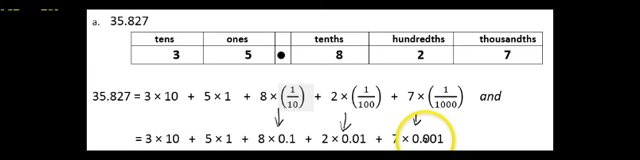 a. 35.827
tens ones tenths hundredths thousandths
3 5 • 8 2 7
35.827 = 3 × 10 + 5 × 1 + 8 × (1/10) + 2 × (1/100) + 7 × (1/1000) and
= 3 × 10 + 5 × 1 + 8 × 0.1 + 2 × 0.01 + 7 × 0.001